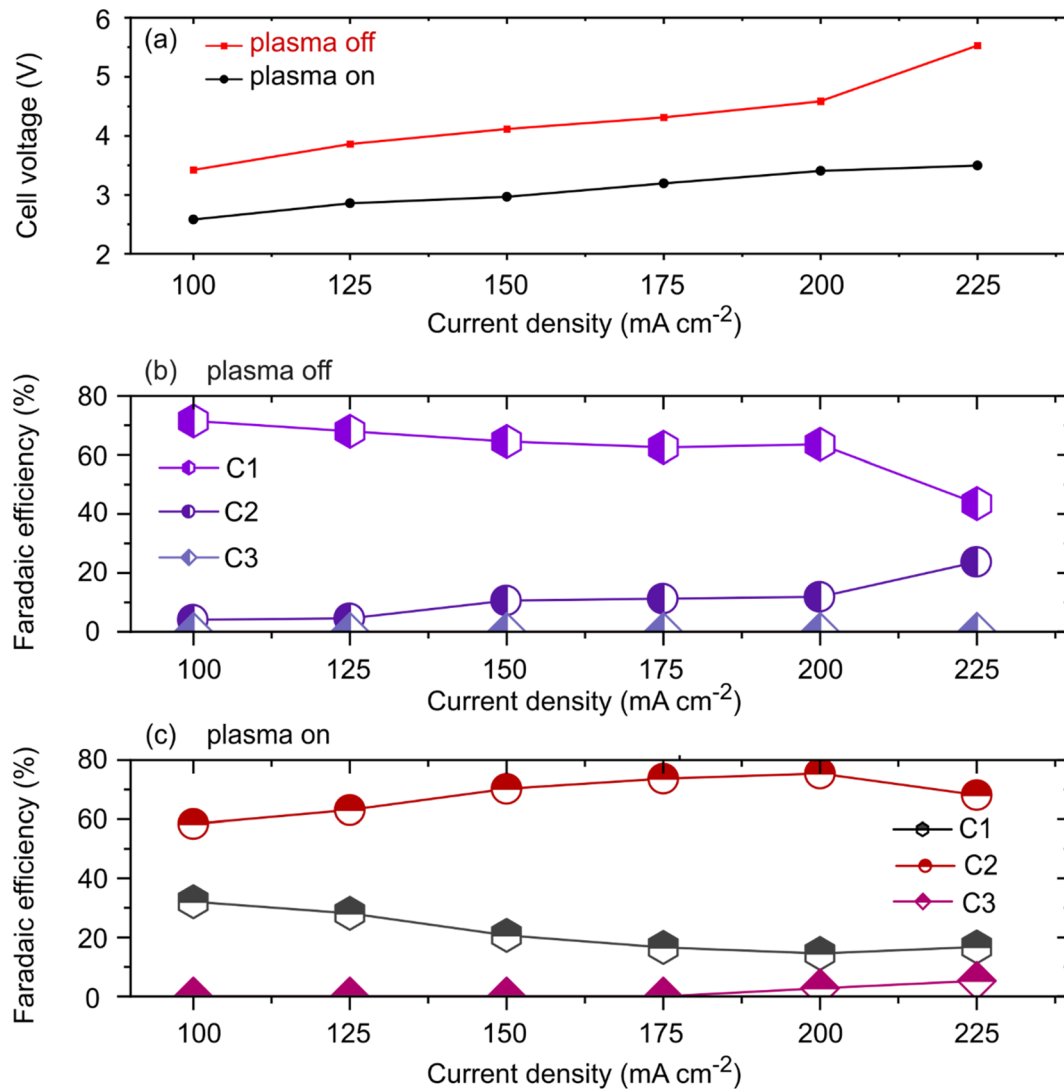 (a)
plasma off
plasma on
Cell voltage (V)
6
5
4
3
2
100 125 150 175 200 225
Current density (mA cm⁻²)
(b) plasma off
Faradaic efficiency (%)
80
60
40
20
0
C1
C2
C3
100 125 150 175 200 225
Current density (mA cm⁻²)
(c) plasma on
Faradaic efficiency (%)
80
60
40
20
0
C1
C2
C3
100 125 150 175 200 225
Current density (mA cm⁻²)